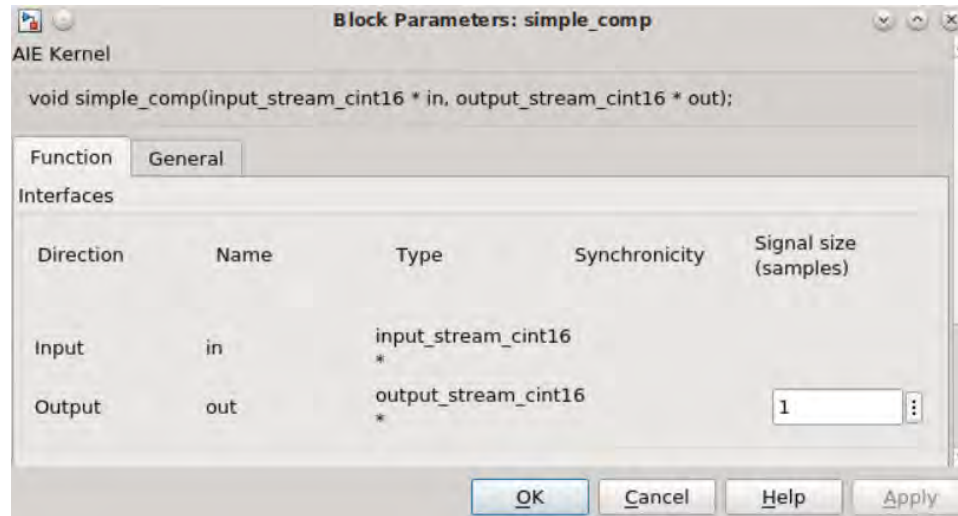 Block Parameters: simple_comp
AIE Kernel
void simple_comp(input_stream_cint16 * in, output_stream_cint16 * out);
Function General
Interfaces
Direction Name Type Synchronicity Signal size
(samples)
Input in input_stream_cint16
*
Output out output_stream_cint16
*
1
OK Cancel Help Apply